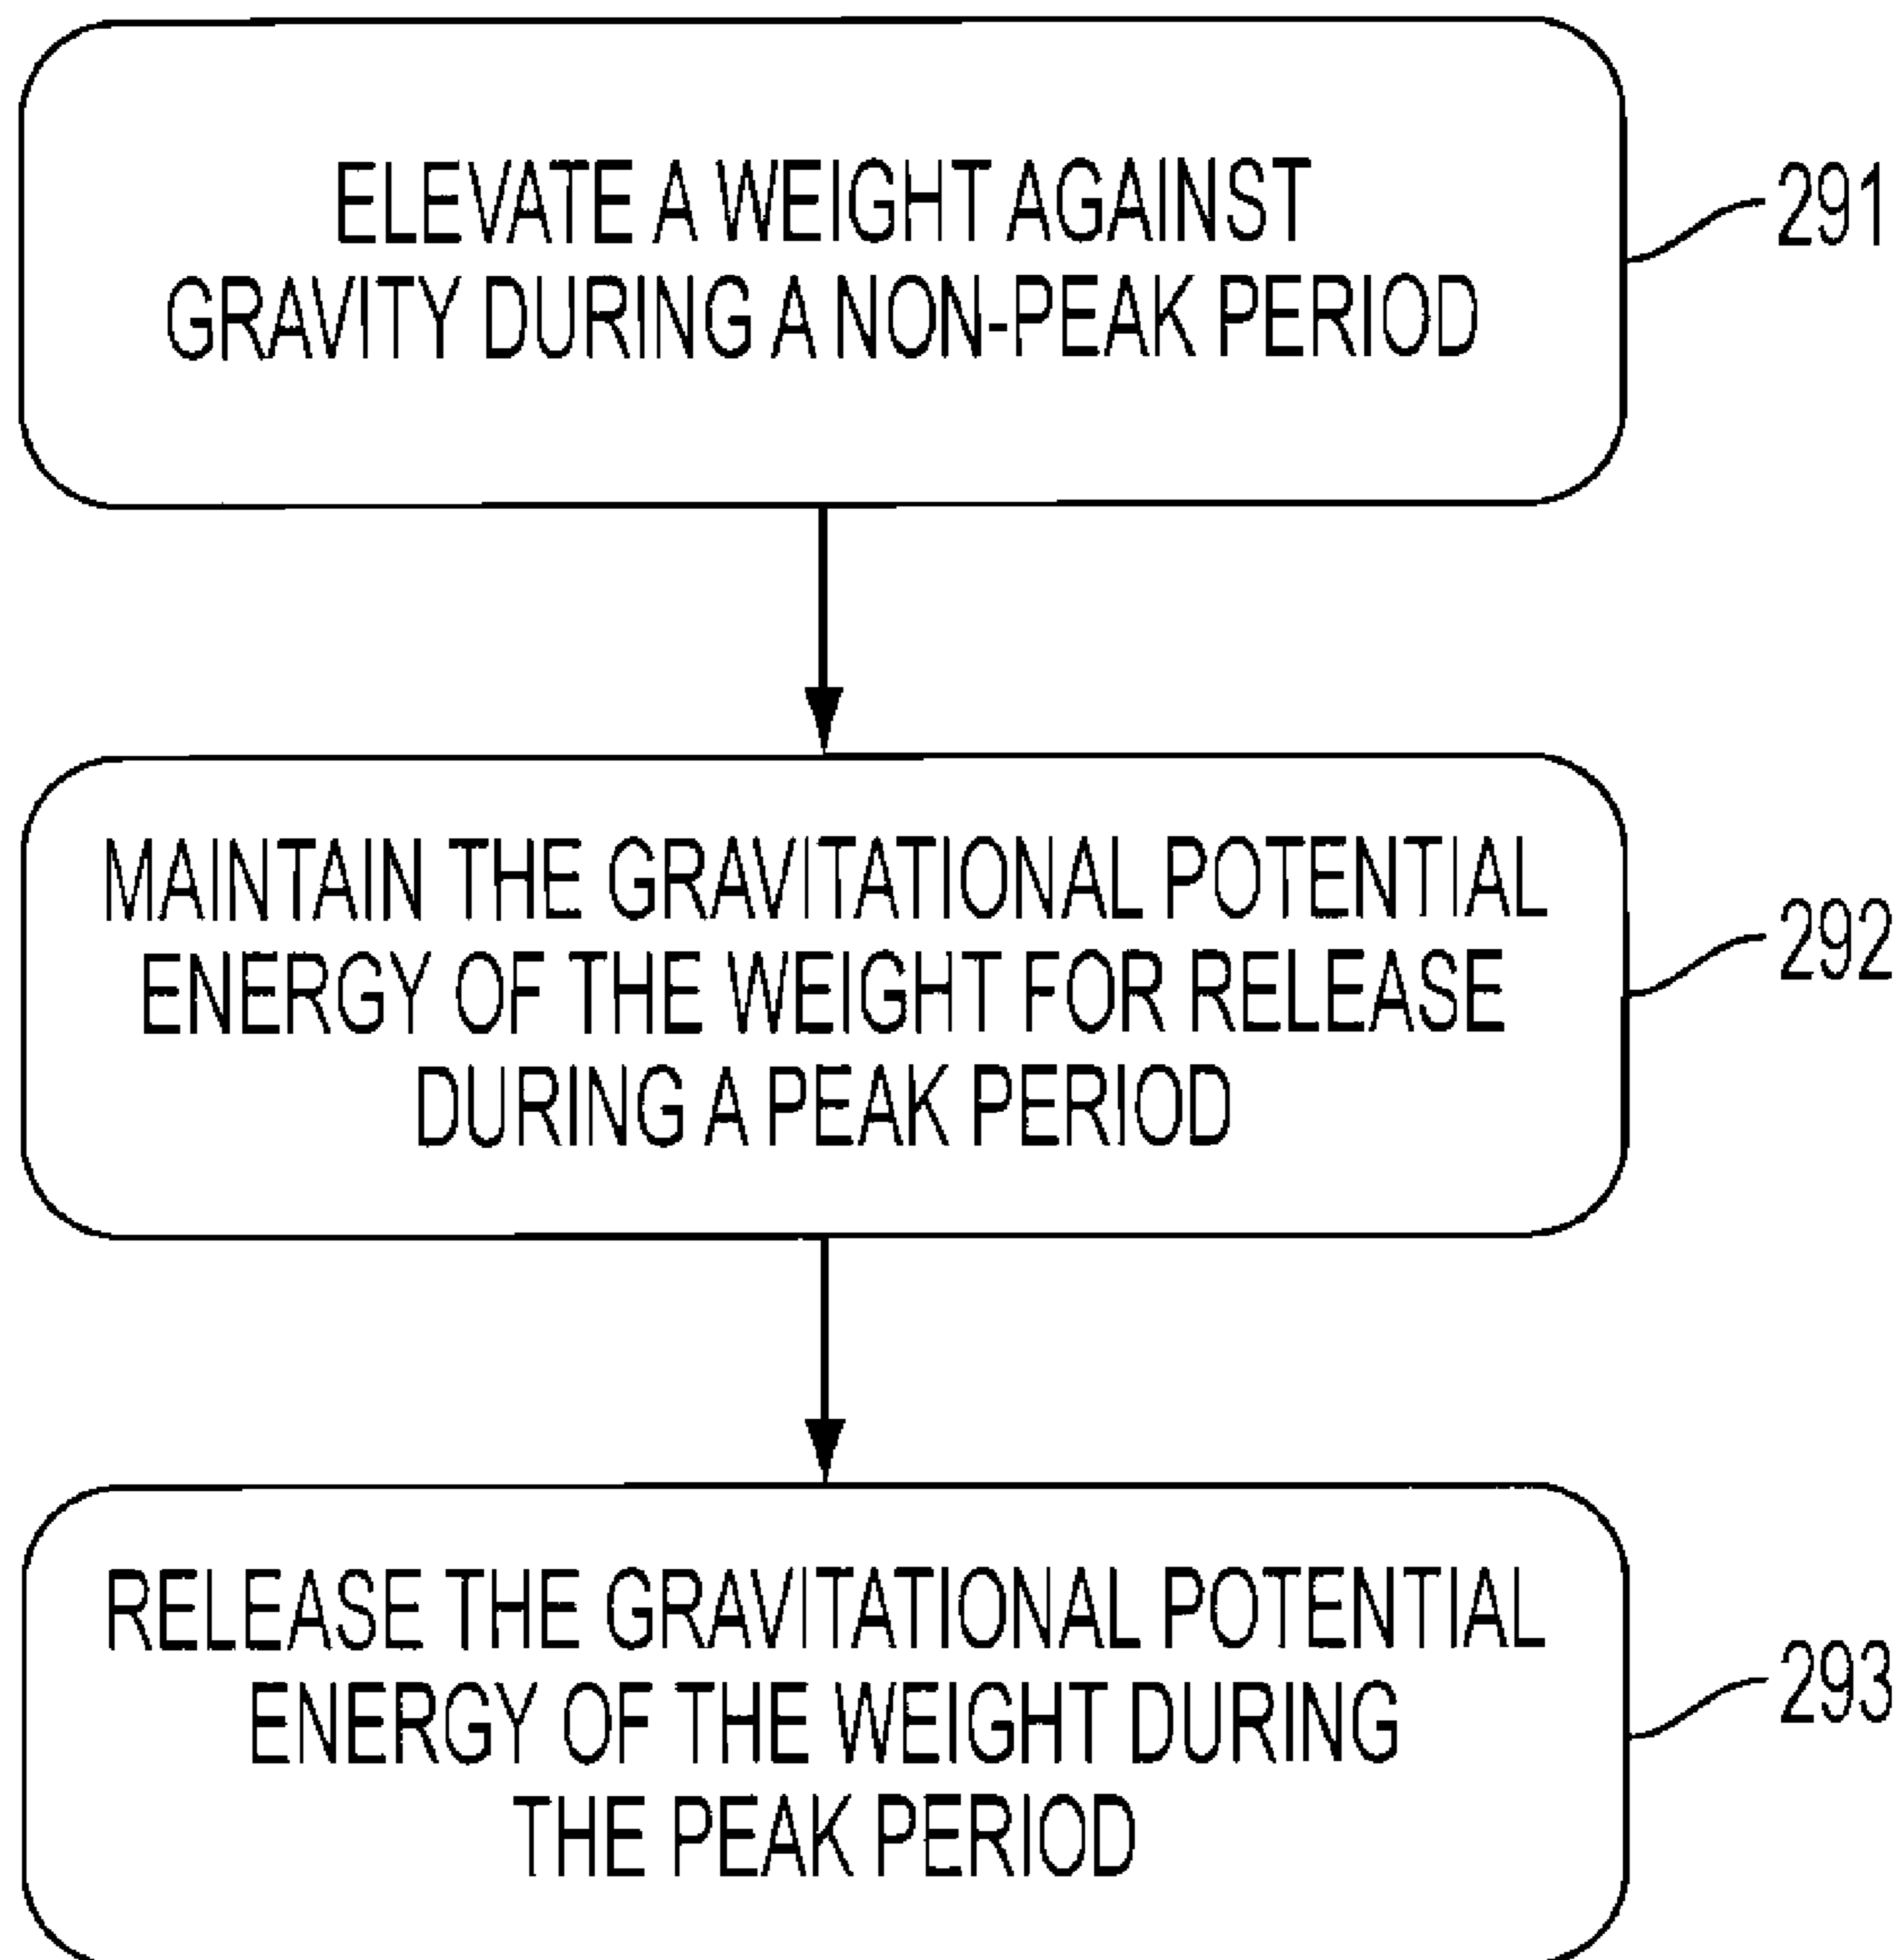 ELEVATE A WEIGHT AGAINST
GRAVITY DURING A NON-PEAK PERIOD
291
MAINTAIN THE GRAVITATIONAL POTENTIAL
ENERGY OF THE WEIGHT FOR RELEASE
DURING A PEAK PERIOD
292
RELEASE THE GRAVITATIONAL POTENTIAL
ENERGY OF THE WEIGHT DURING
THE PEAK PERIOD
293